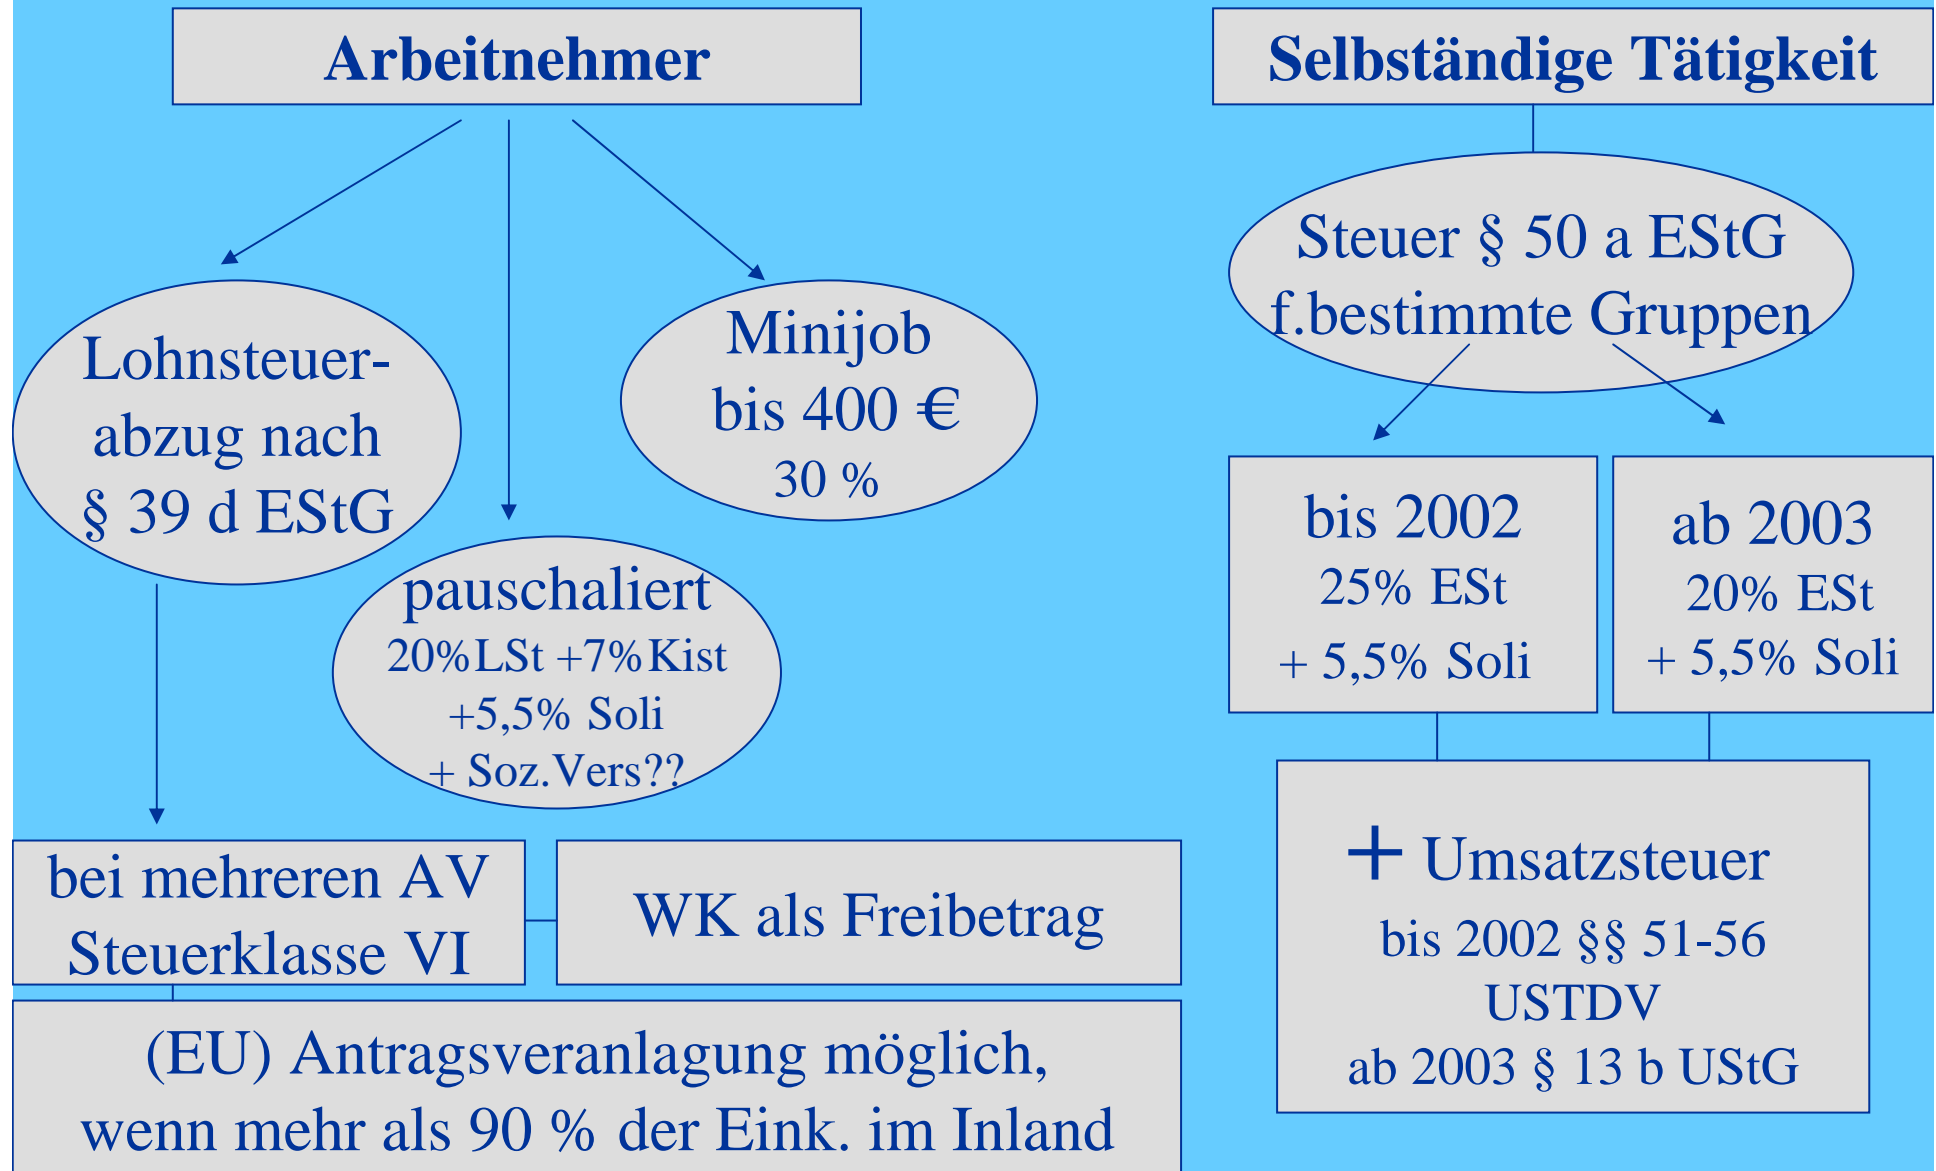 Arbeitnehmer
Lohnsteuer-
abzug nach
§ 39 d EStG
pauschaliert
20%LSt +7%Kist
+5,5% Soli
+ Soz.Vers??
Minijob
bis 400 €
30 %
bei mehreren AV
Steuerklasse VI
WK als Freibetrag
(EU) Antragsveranlagung möglich,
wenn mehr als 90 % der Eink. im Inland
Selbständige Tätigkeit
Steuer § 50 a EStG
f.bestimmte Gruppen
bis 2002
25% ESt
+ 5,5% Soli
ab 2003
20% ESt
+ 5,5% Soli
+ Umsatzsteuer
bis 2002 §§ 51-56
USTDV
ab 2003 § 13 b UStG